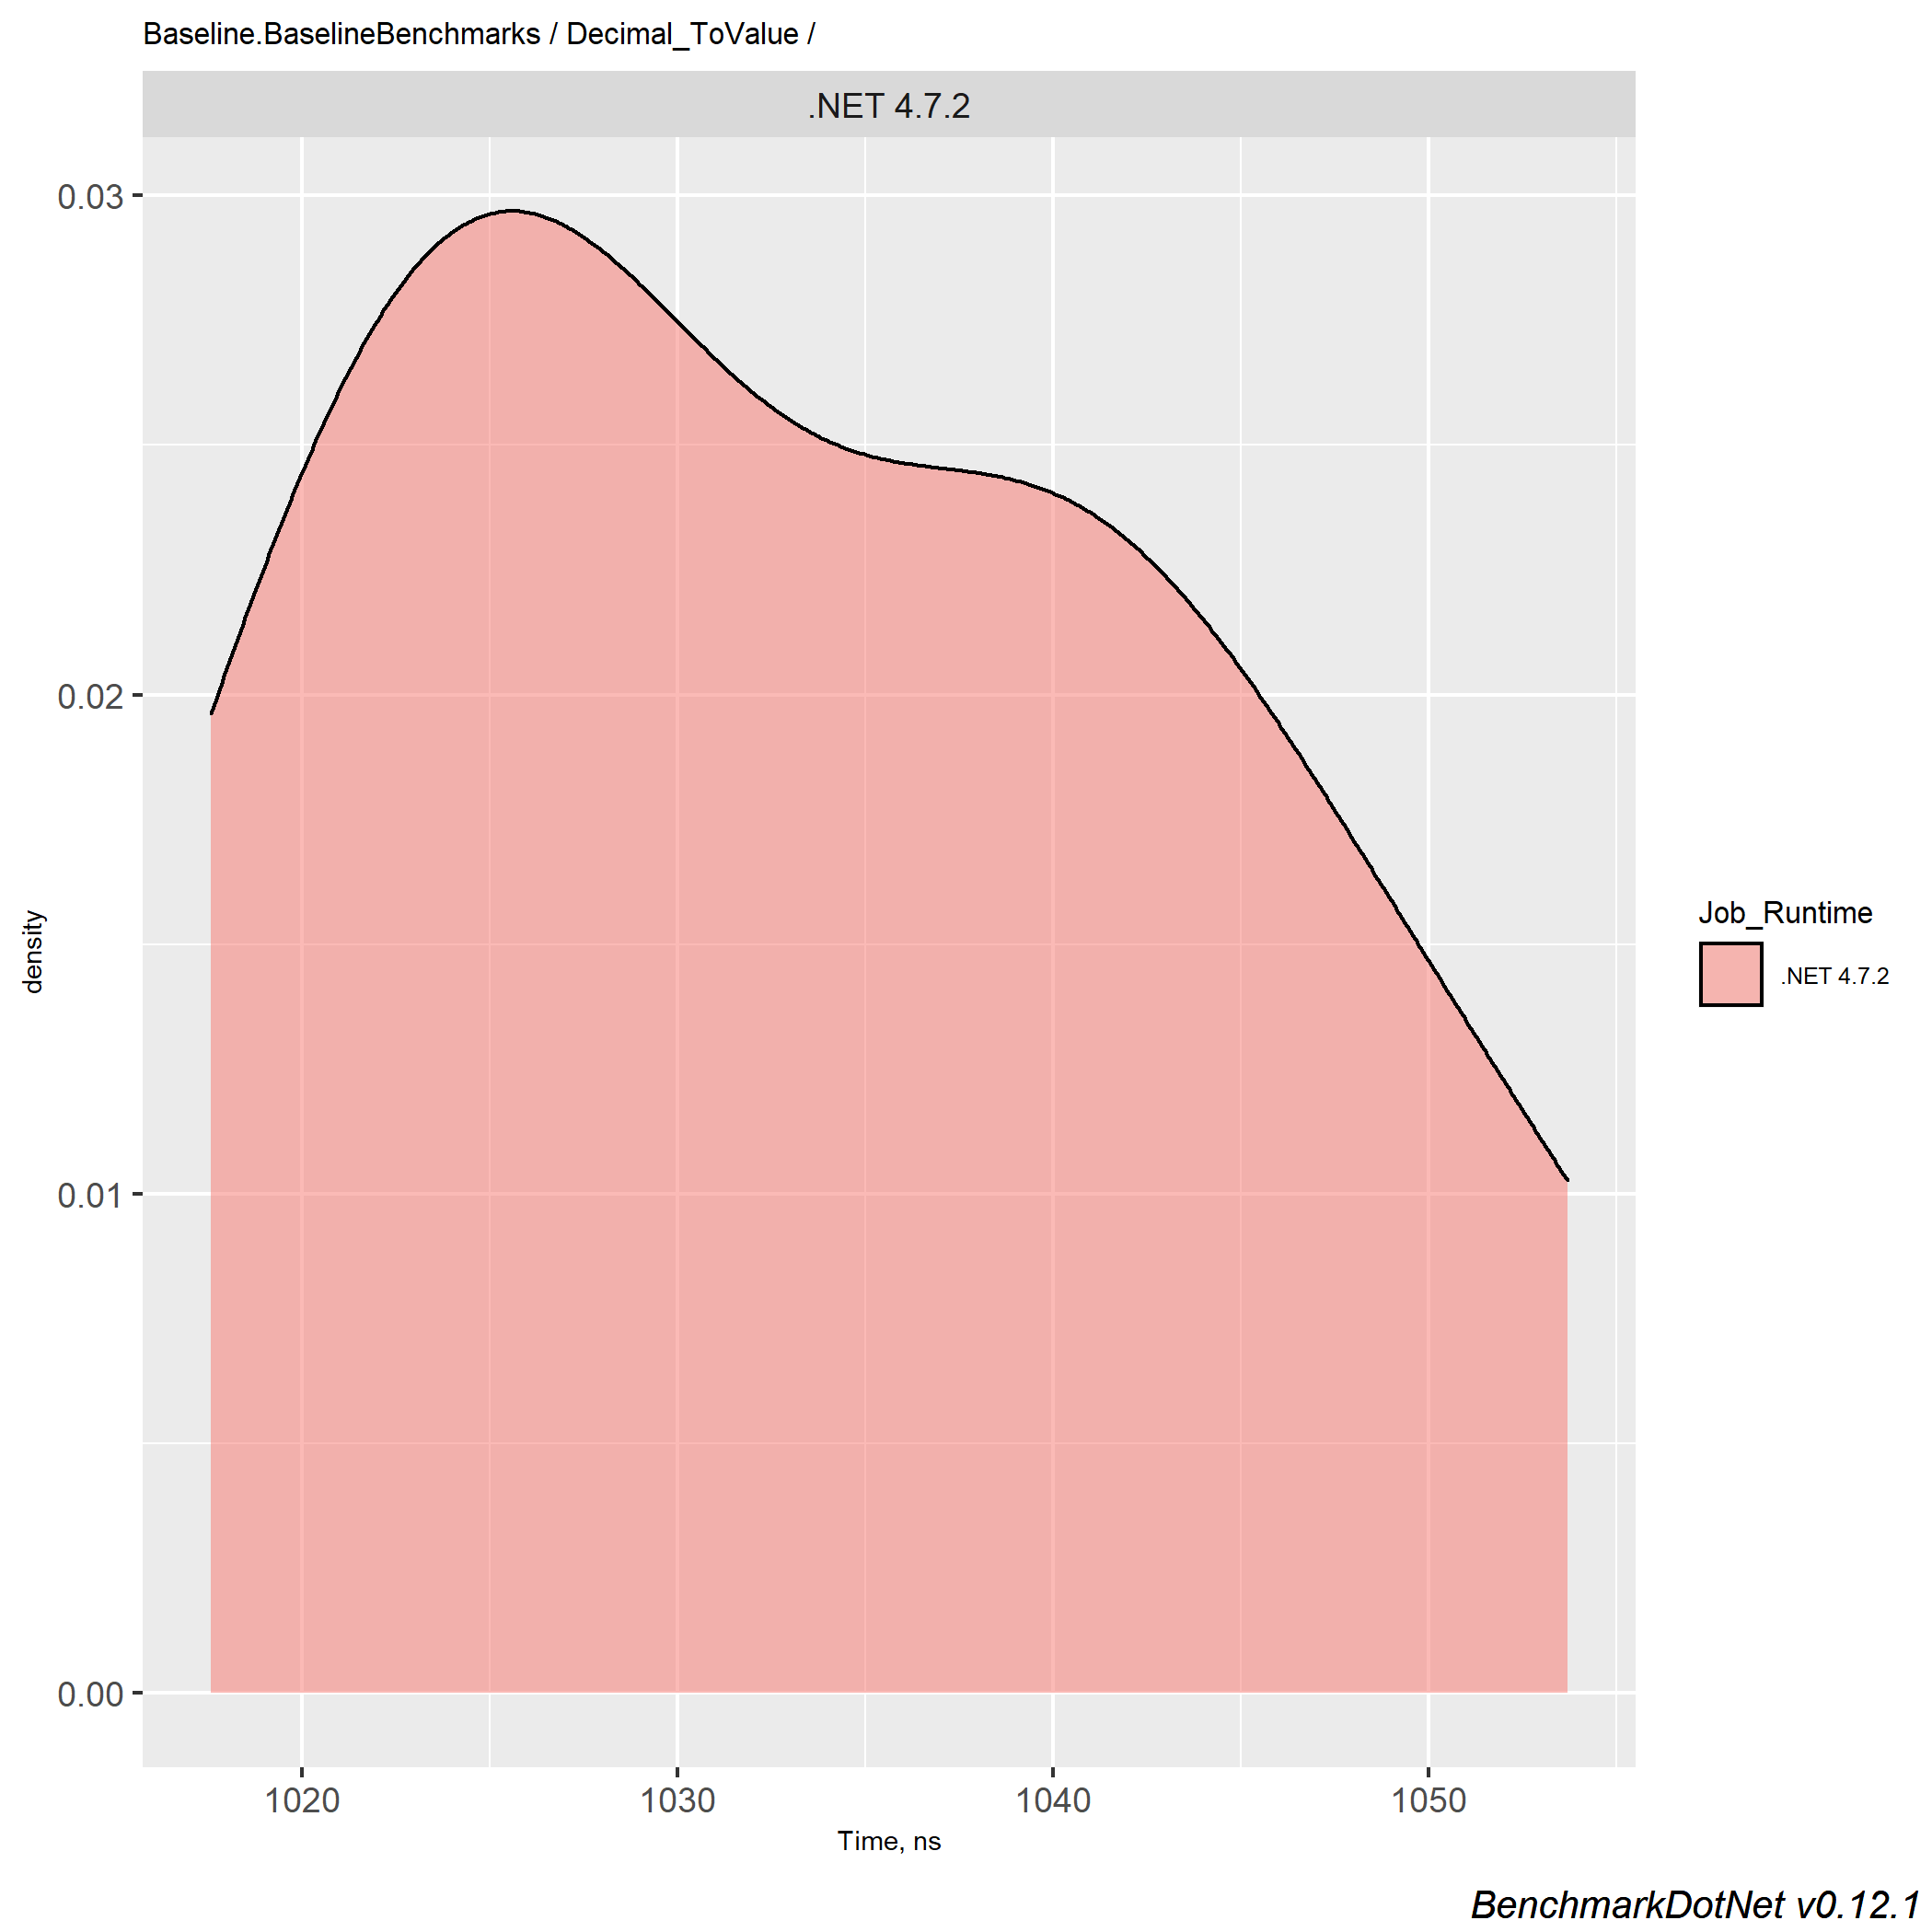 Baseline.BaselineBenchmarks / Decimal_ToValue /
.NET 4.7.2
0.03
0.02
0.01
0.00
density
1020 1030 1040 1050
Time, ns
Job_Runtime
.NET 4.7.2
BenchmarkDotNet v0.12.1